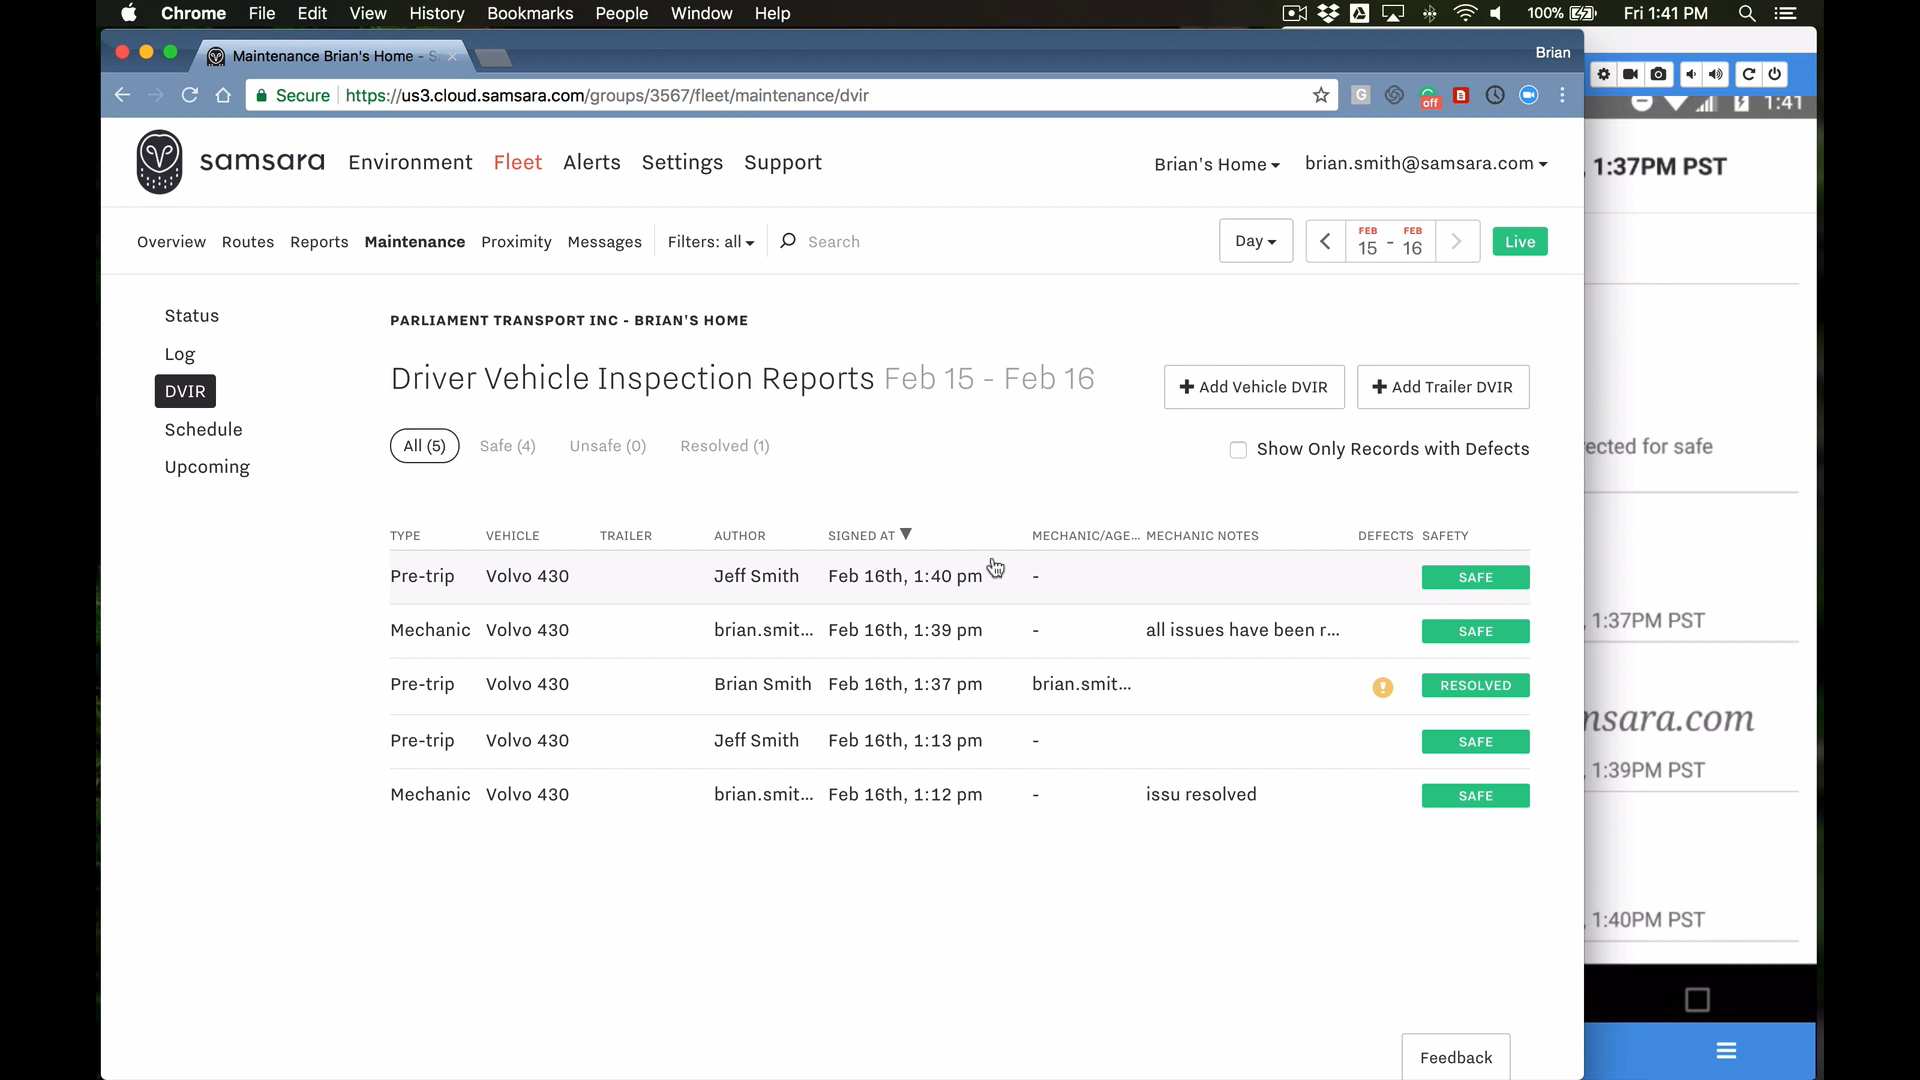 Chrome File Edit View History Bookmarks People Window Help 100% Fri 1:41 PM
Maintenance Brian's Home - S Brian
Secure https://us3.cloud.samsara.com/groups/3567/fleet/maintenance/dvir G off
1:41
samsara Environment Fleet Alerts Settings Support Brian's Home brian.smith@samsara.com
, 1:37PM PST
Overview Routes Reports Maintenance Proximity Messages Filters: all Search Day FEB 15 - FEB 16 Live
Status
Log
DVIR
Schedule
Upcoming
PARLIAMENT TRANSPORT INC - BRIAN'S HOME
Driver Vehicle Inspection Reports Feb 15 - Feb 16
+ Add Vehicle DVIR + Add Trailer DVIR
All (5) Safe (4) Unsafe (0) Resolved (1) Show Only Records with Defects
TYPE VEHICLE TRAILER AUTHOR SIGNED AT MECHANIC/AGE... MECHANIC NOTES DEFECTS SAFETY
Pre-trip Volvo 430 Jeff Smith Feb 16th, 1:40 pm - SAFE
Mechanic Volvo 430 brian.smit... Feb 16th, 1:39 pm - all issues have been r... SAFE
Pre-trip Volvo 430 Brian Smith Feb 16th, 1:37 pm brian.smit... ! RESOLVED
Pre-trip Volvo 430 Jeff Smith Feb 16th, 1:13 pm - SAFE
Mechanic Volvo 430 brian.smit... Feb 16th, 1:12 pm - issu resolved SAFE
Feedback
ected for safe
, 1:37PM PST
nsara.com
, 1:39PM PST
, 1:40PM PST